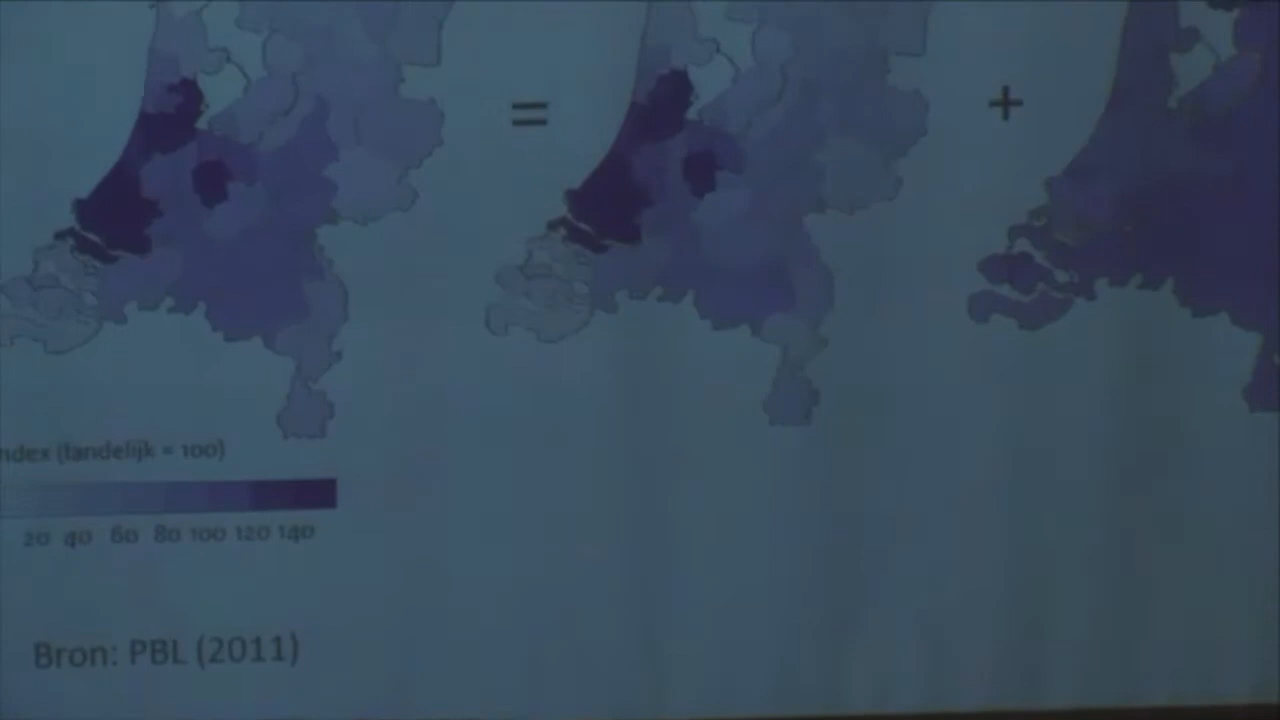 = +
ndex (landelijk = 100)
20 40 60 80 100 120 140
Bron: PBL (2011)